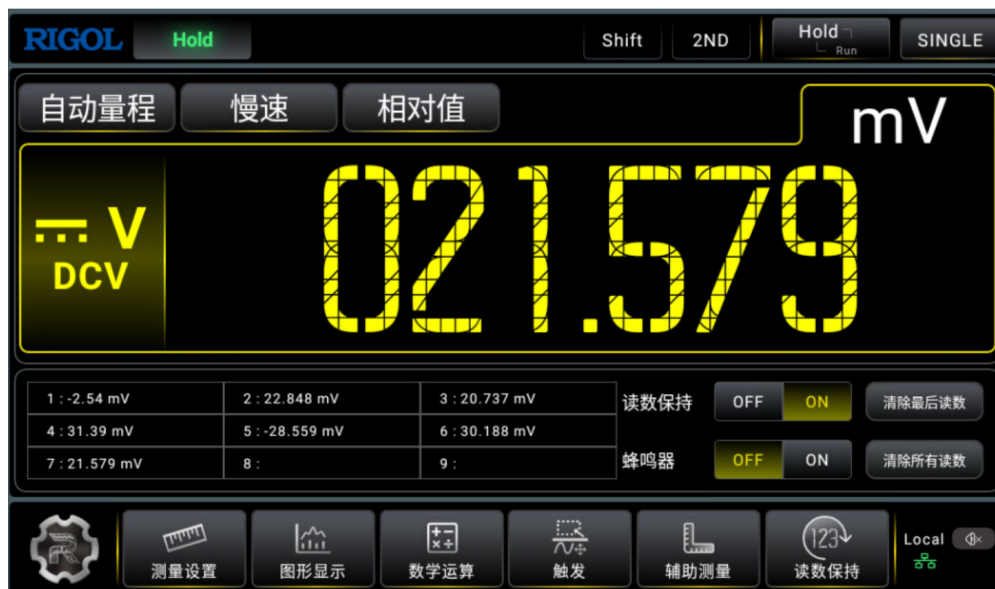 RIGOL Hold Shift 2ND Hold Run SINGLE
自动量程 慢速 相对值 mV
V
DCV
021.579
1 : -2.54 mV 2 : 22.848 mV 3 : 20.737 mV
4 : 31.39 mV 5 : -28.559 mV 6 : 30.188 mV
7 : 21.579 mV 8 : 9 :
读数保持 OFF ON 清除最后读数
蜂鸣器 OFF ON 清除所有读数
R
测量设置 图形显示 数学运算 触发 辅助测量 123 读数保持 Local